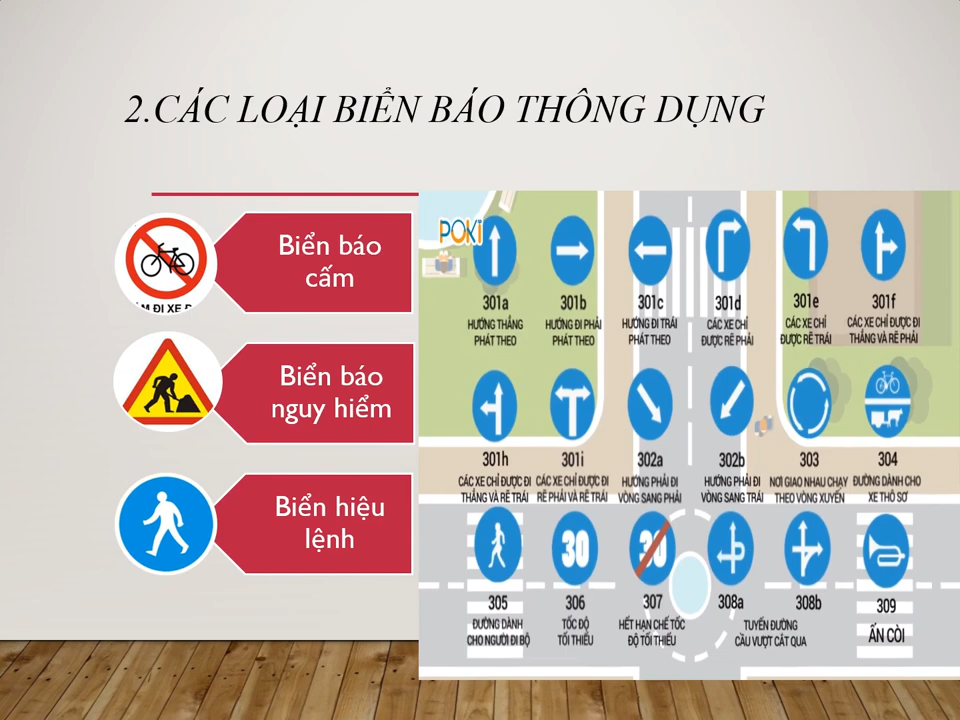 2.CÁC LOẠI BIỂN BÁO THÔNG DỤNG
Biển báo
cấm
ẤM ĐI XE Đ
Biển báo
nguy hiểm
Biển hiệu
lệnh
POKI
301a
HƯỚNG THẲNG
PHÁT THEO
301b
HƯỚNG ĐI PHẢI
PHÁT THEO
301c
HƯỚNG ĐI TRÁI
PHÁT THEO
301d
CÁC XE CHỈ
ĐƯỢC RẼ PHẢI
301e
CÁC XE CHỈ
ĐƯỢC RẼ TRÁI
301f
CÁC XE CHỈ ĐƯỢC ĐI
THẲNG VÀ RẼ PHẢI
301h
CÁC XE CHỈ ĐƯỢC ĐI
THẲNG VÀ RẼ TRÁI
301i
CÁC XE CHỈ ĐƯỢC ĐI
RẼ PHẢI VÀ RẼ TRÁI
302a
HƯỚNG PHẢI ĐI
VÒNG SANG PHẢI
302b
HƯỚNG PHẢI ĐI
VÒNG SANG TRÁI
303
NƠI GIAO NHAU CHẠY
THEO VÒNG XUYẾN
304
ĐƯỜNG DÀNH CHO
XE THÔ SƠ
305
ĐƯỜNG DÀNH
CHO NGƯỜI ĐI BỘ
30
306
TỐC ĐỘ
TỐI THIỂU
30
307
HẾT HẠN CHẾ TỐC
ĐỘ TỐI THIỂU
308a
308b
TUYẾN ĐƯỜNG
CẦU VƯỢT CẮT QUA
309
ẤN CÒI